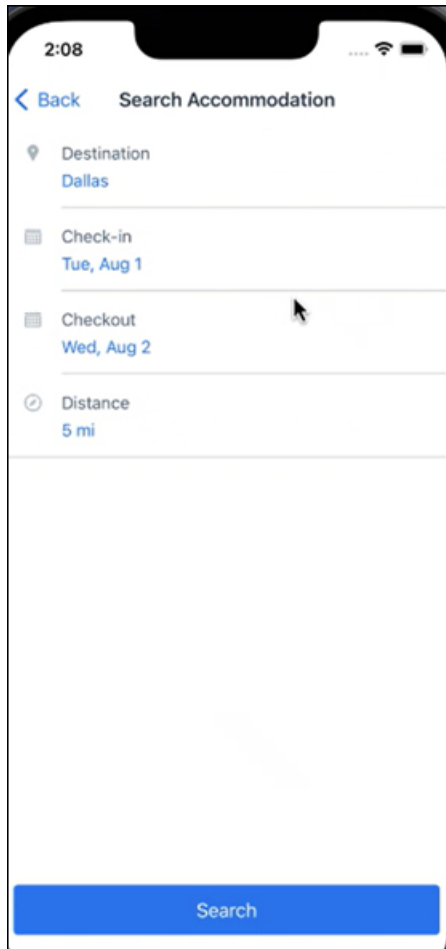 2:08
Back Search Accommodation
Destination
Dallas
Check-in
Tue, Aug 1
Checkout
Wed, Aug 2
Distance
5 mi
Search